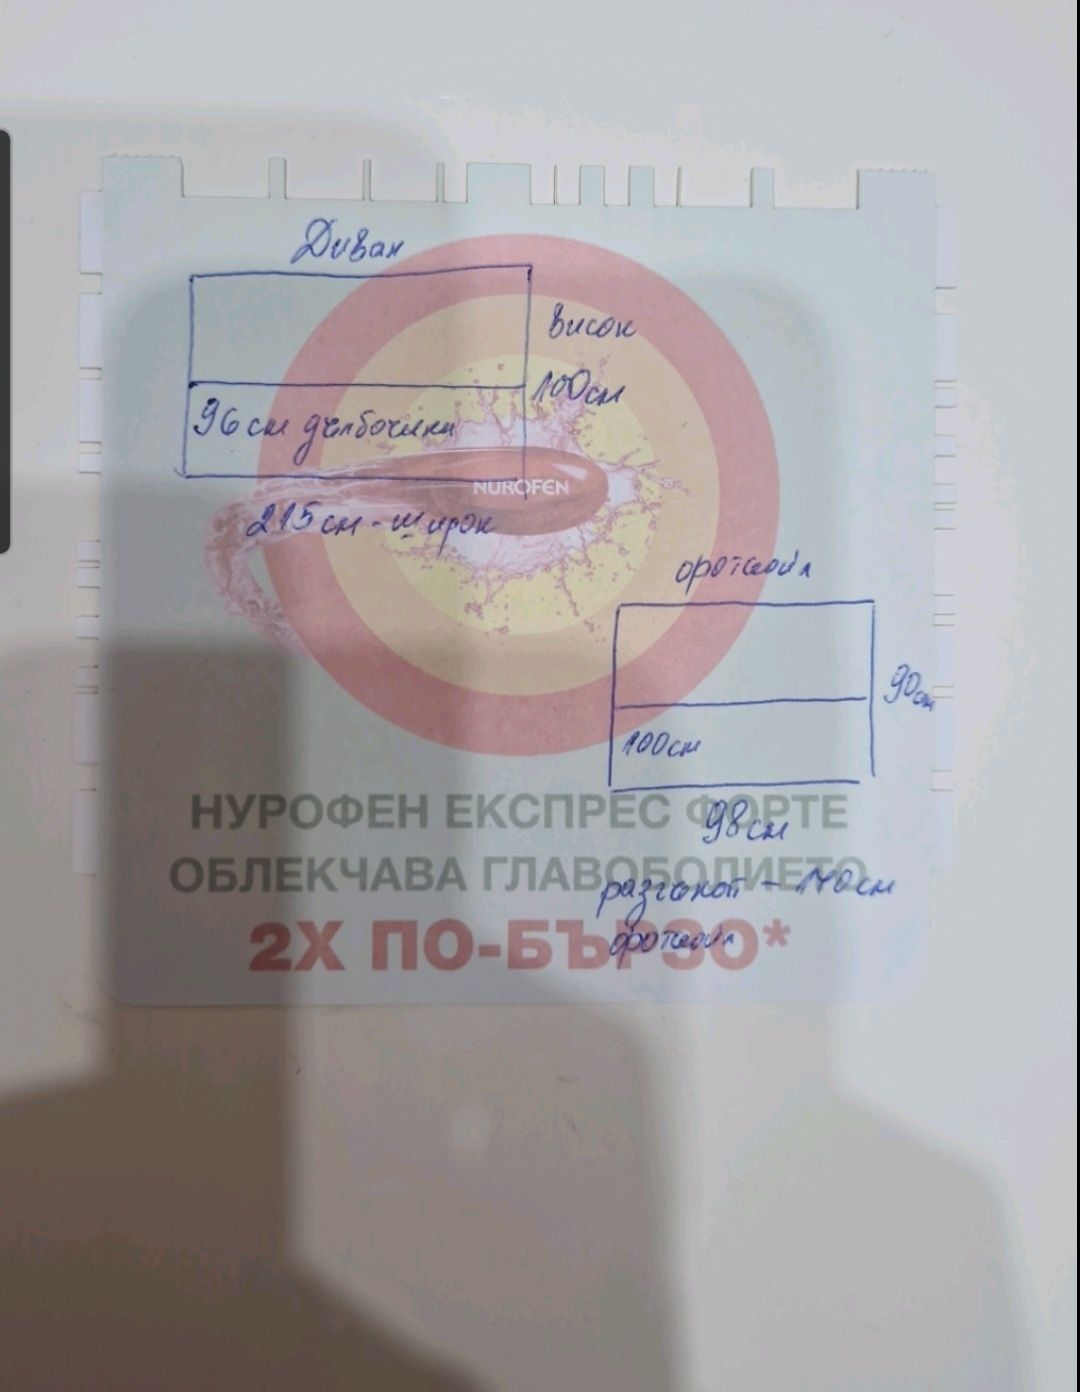 Диван
висок
100см
96 см дълбочина
NUROFEN
215см - широк
фотьойл
90см
100см
НУРОФЕН ЕКСПРЕС ФОРТЕ
98см
ОБЛЕКЧАВА ГЛАВОБОЛИЕТО
- 170см
2X ПО-БЪРЗО*
фотьойл